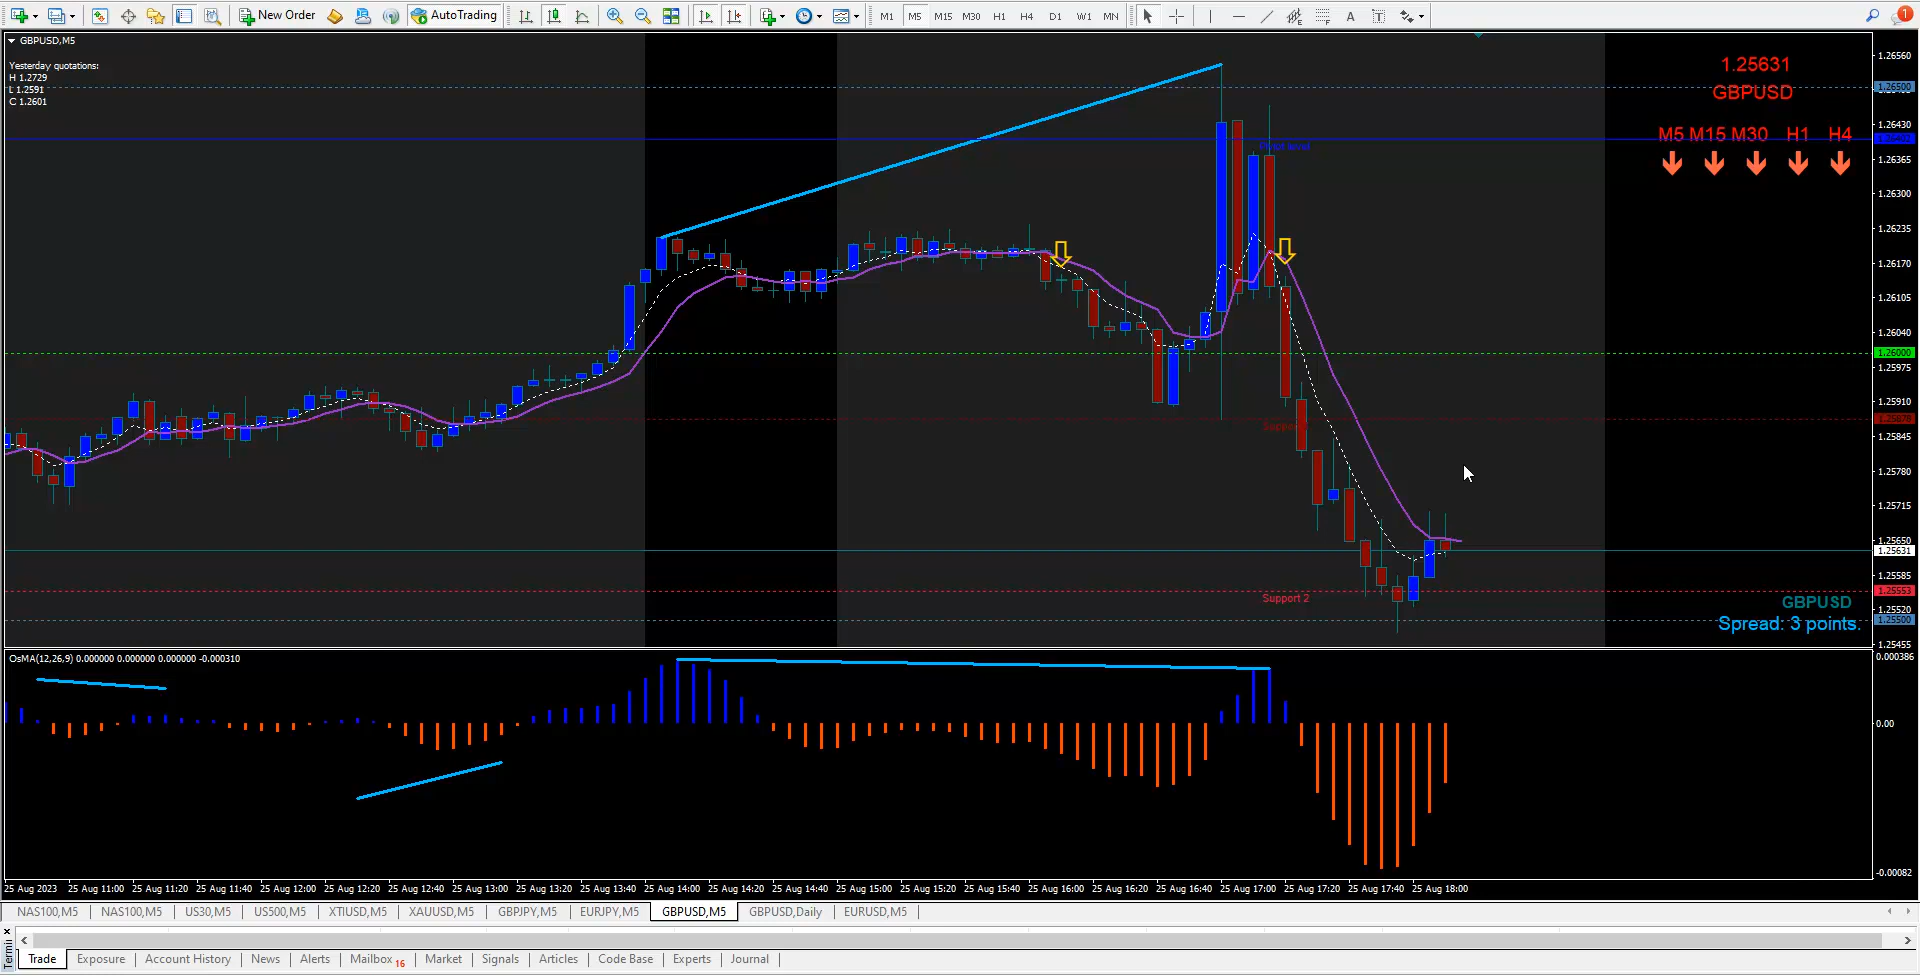 New Order AutoTrading M1 M5 M15 M30 H1 H4 D1 W1 MN A T 1
GBPUSD,M5
Yesterday quotations:
H 1.2729
L 1.2591
C 1.2601
1.25631
GBPUSD
M5 M15 M30 H1 H4
Support 2
GBPUSD
Spread: 3 points.
1.26560
1.26500
1.26430
1.26365
1.26300
1.26235
1.26170
1.26105
1.26040
1.26000
1.25975
1.25910
1.25845
1.25780
1.25715
1.25650
1.25631
1.25585
1.25553
1.25520
1.25500
1.25455
OsMA(12,26,9) 0.000000 0.000000 0.000000 -0.000310
0.000386
0.00
-0.00082
25 Aug 2023 25 Aug 11:00 25 Aug 11:20 25 Aug 11:40 25 Aug 12:00 25 Aug 12:20 25 Aug 12:40 25 Aug 13:00 25 Aug 13:20 25 Aug 13:40 25 Aug 14:00 25 Aug 14:20 25 Aug 14:40 25 Aug 15:00 25 Aug 15:20 25 Aug 15:40 25 Aug 16:00 25 Aug 16:20 25 Aug 16:40 25 Aug 17:00 25 Aug 17:20 25 Aug 17:40 25 Aug 18:00
NAS100,M5 NAS100,M5 US30,M5 US500,M5 XTIUSD,M5 XAUUSD,M5 GBPJPY,M5 EURJPY,M5 GBPUSD,M5 GBPUSD,Daily EURUSD,M5
Trade Exposure Account History News Alerts Mailbox 16 Market Signals Articles Code Base Experts Journal